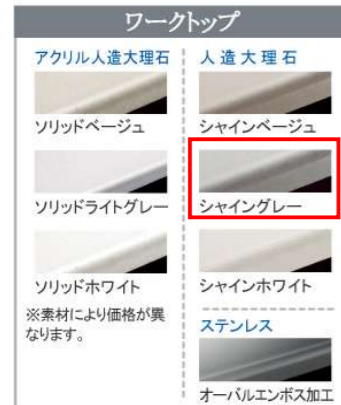 ワークトップ
アクリル人造大理石
ソリッドベージュ
ソリッドライトグレー
ソリッドホワイト
※素材により価格が異
なります。
人造大理石
シャインベージュ
シャイングレー
シャインホワイト
ステンレス
オーバルエンボス加工